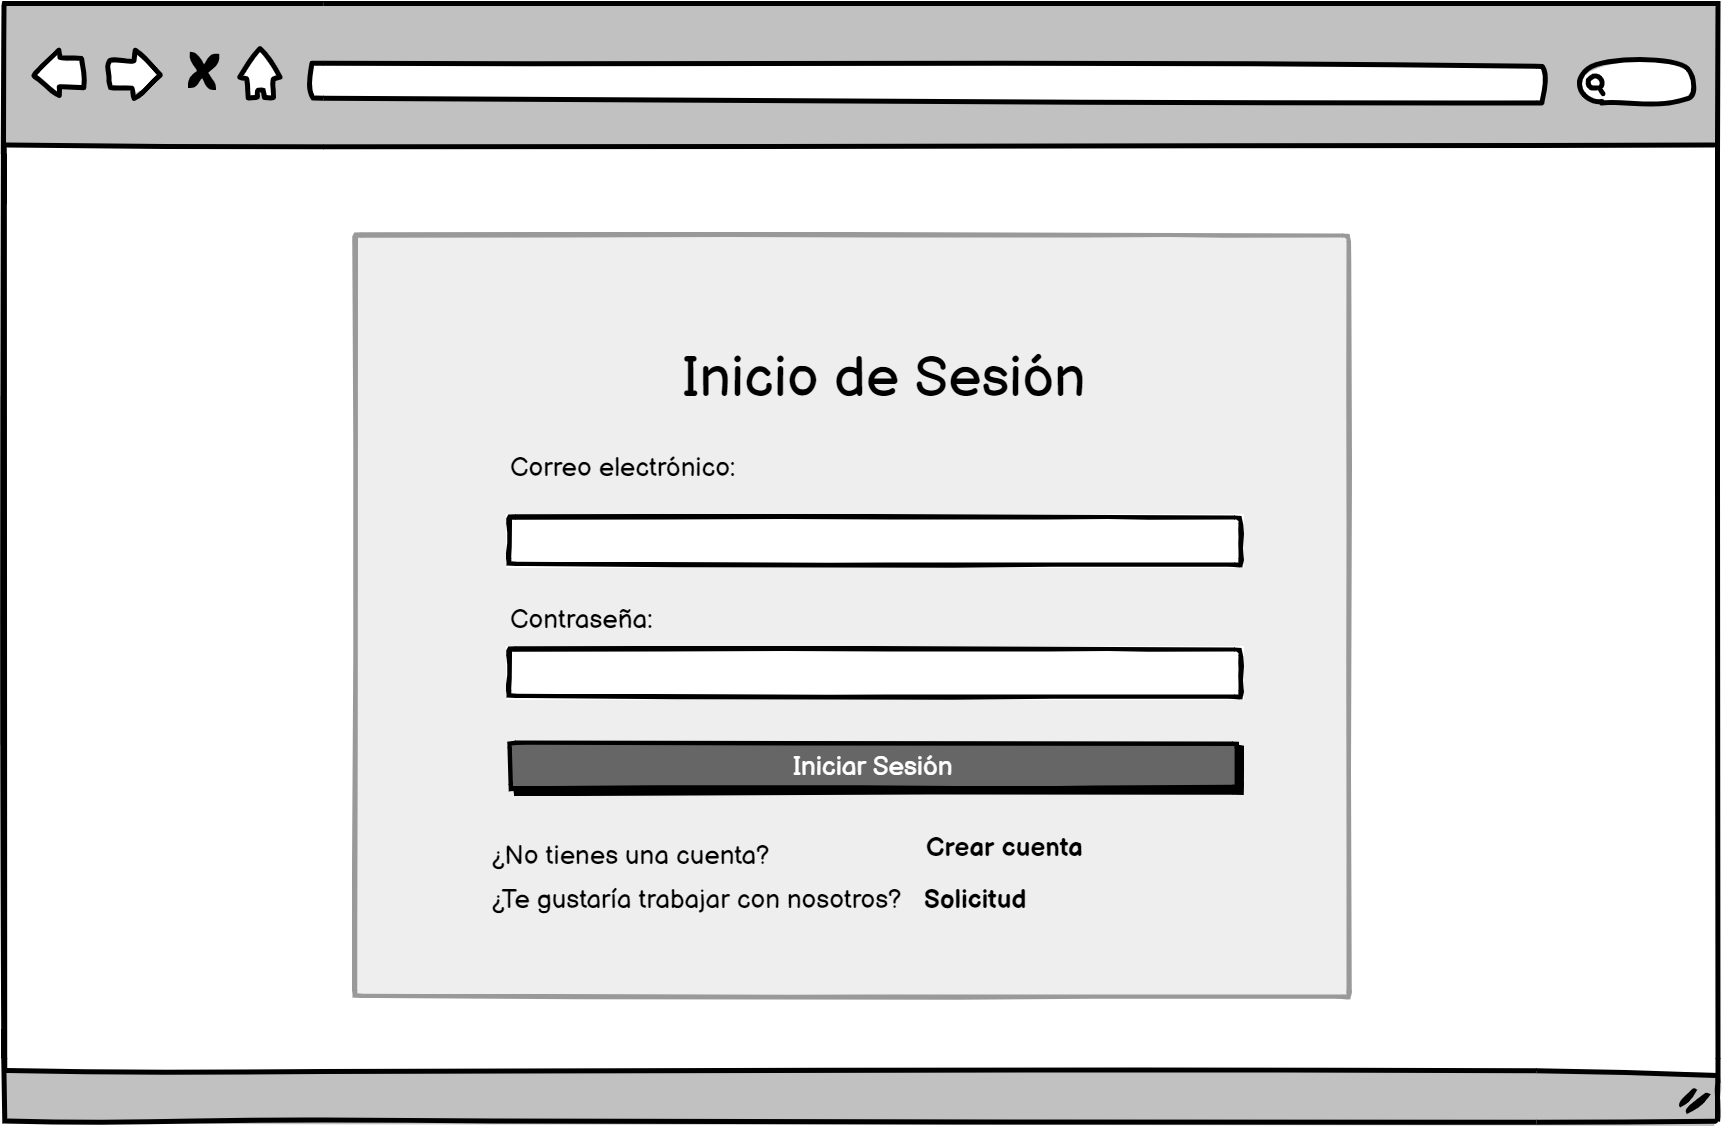 Inicio de Sesión
Correo electrónico:
Contraseña:
Iniciar Sesión
¿No tienes una cuenta? Crear cuenta
¿Te gustaría trabajar con nosotros? Solicitud